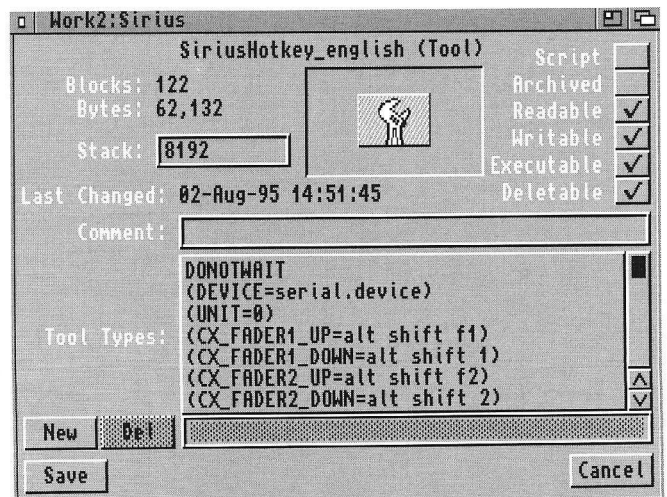 Work2:Sirius
SiriusHotkey_english (Tool)
Blocks: 122
Bytes: 62,132
Stack: 8192
Script
Archived
Readable
Writable
Executable
Deletable
Last Changed: 02-Aug-95 14:51:45
Comment:
Tool Types:
DONOTWAIT
(DEVICE=serial.device)
(UNIT=0)
(CX_FADER1_UP=alt shift f1)
(CX_FADER1_DOWN=alt shift 1)
(CX_FADER2_UP=alt shift f2)
(CX_FADER2_DOWN=alt shift 2)
New
Del
Save
Cancel